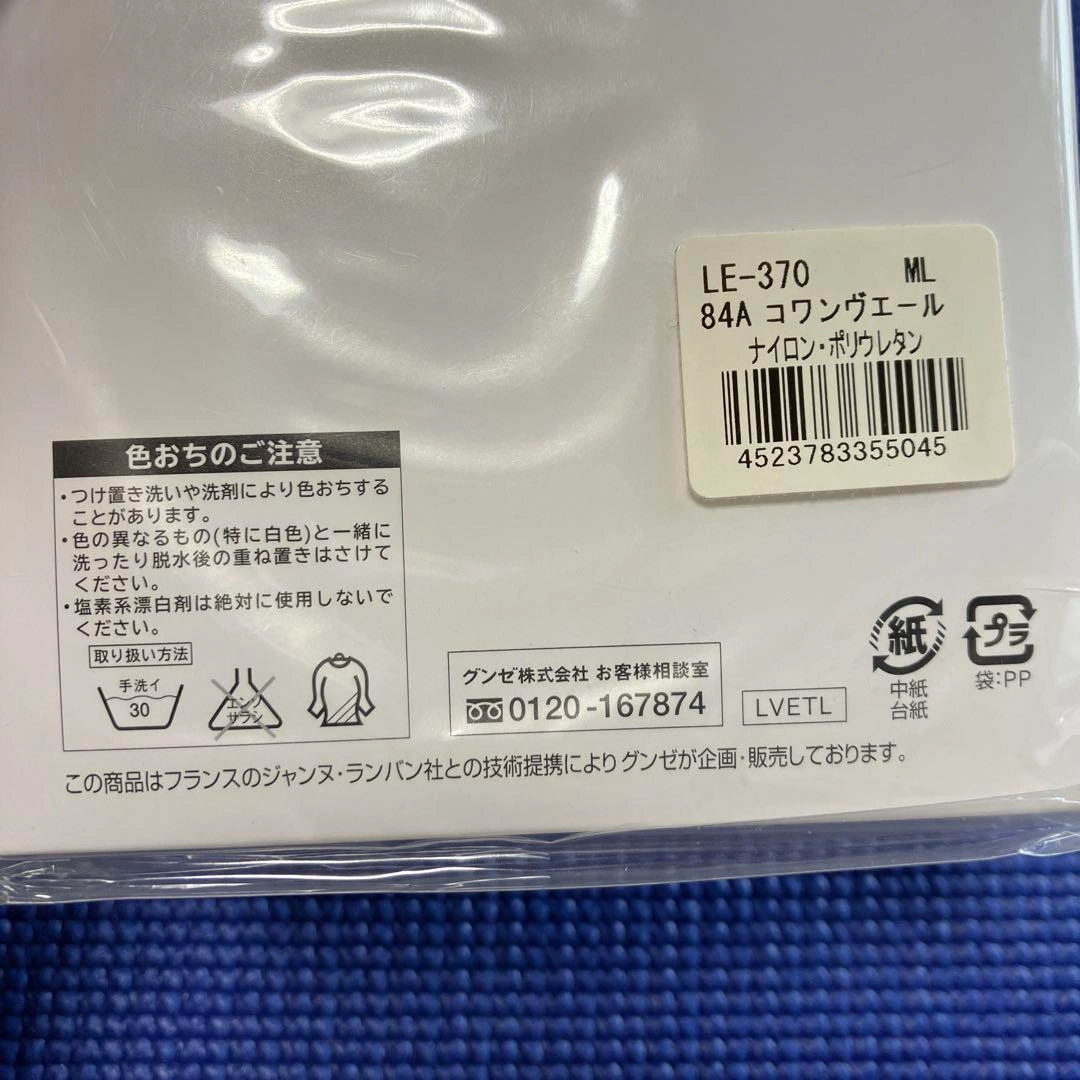 LE-370 ML
84A コワンヴエール
ナイロン・ポリウレタン
4523783355045
色おちのご注意
・つけ置き洗いや洗剤により色おちする
ことがあります。
・色の異なるもの(特に白色)と一緒に
洗ったり脱水後の重ね置きはさけて
ください。
・塩素系漂白剤は絶対に使用しないで
ください。
取り扱い方法
手洗イ
30
エンソ
サラシ
グンゼ株式会社 お客様相談室
0120-167874
LVETL
紙
中紙
台紙
プラ
袋:PP
この商品はフランスのジャンヌ・ランバン社との技術提携によりグンゼが企画・販売しております。